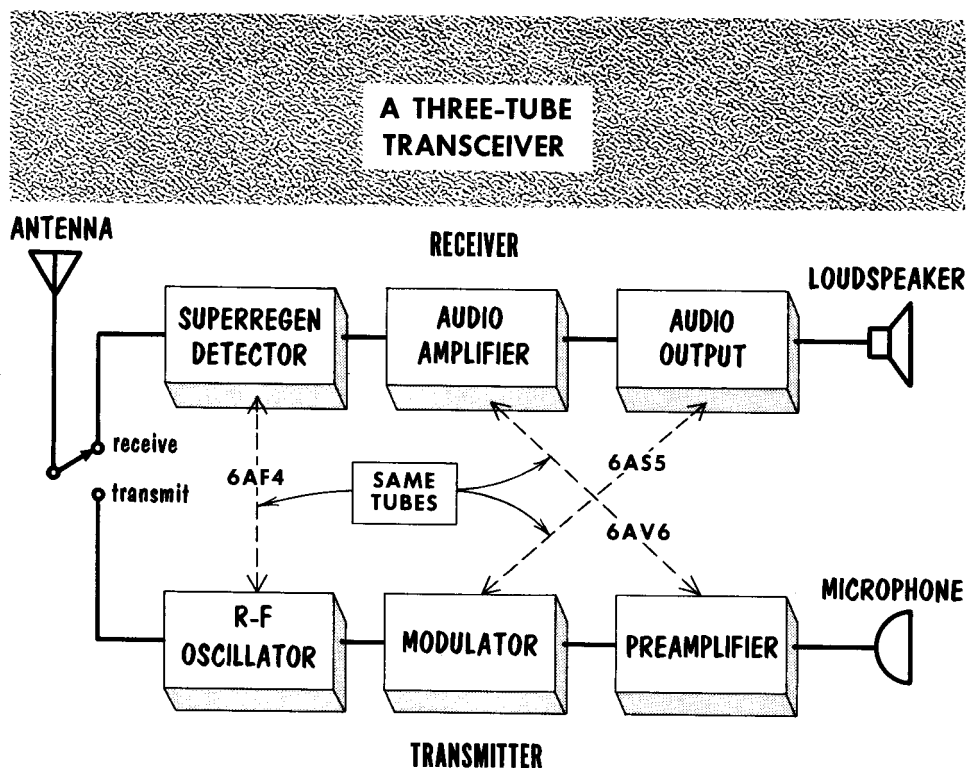 A THREE-TUBE
TRANSCEIVER
ANTENNA
RECEIVER
LOUDSPEAKER
SUPERREGEN
DETECTOR
AUDIO
AMPLIFIER
AUDIO
OUTPUT
receive
transmit
6AF4
SAME
TUBES
6AS5
6AV6
MICROPHONE
R-F
OSCILLATOR
MODULATOR
PREAMPLIFIER
TRANSMITTER